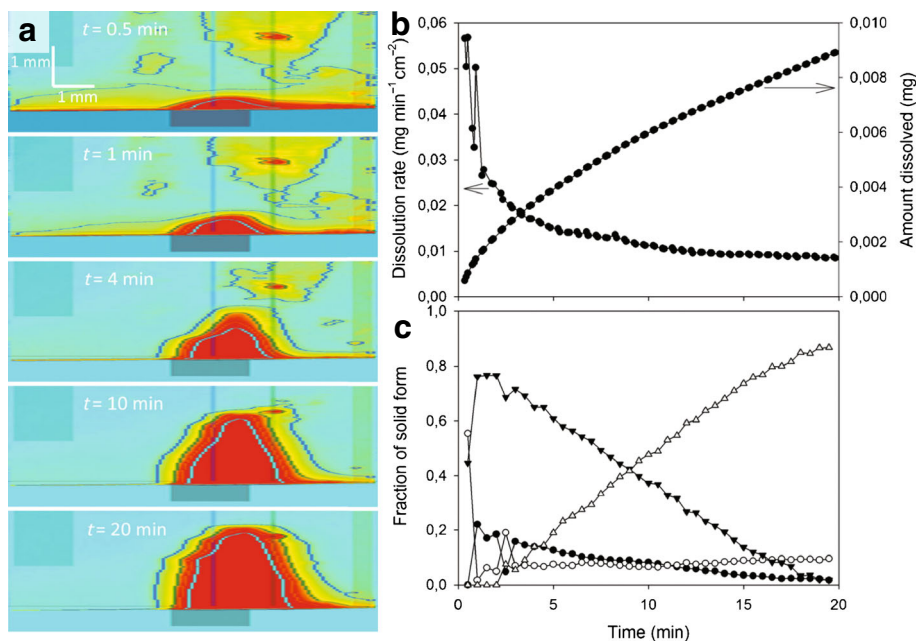 a
t = 0.5 min
1 mm
1 mm
t = 1 min
t = 4 min
t = 10 min
t = 20 min
b
0,06
0,05
0,04
0,03
0,02
0,01
0,00
Dissolution rate (mg min⁻¹ cm⁻²)
0,010
0,008
0,006
0,004
0,002
0,000
Amount dissolved (mg)
c
1,0
0,8
0,6
0,4
0,2
0,0
Fraction of solid form
0 5 10 15 20
Time (min)